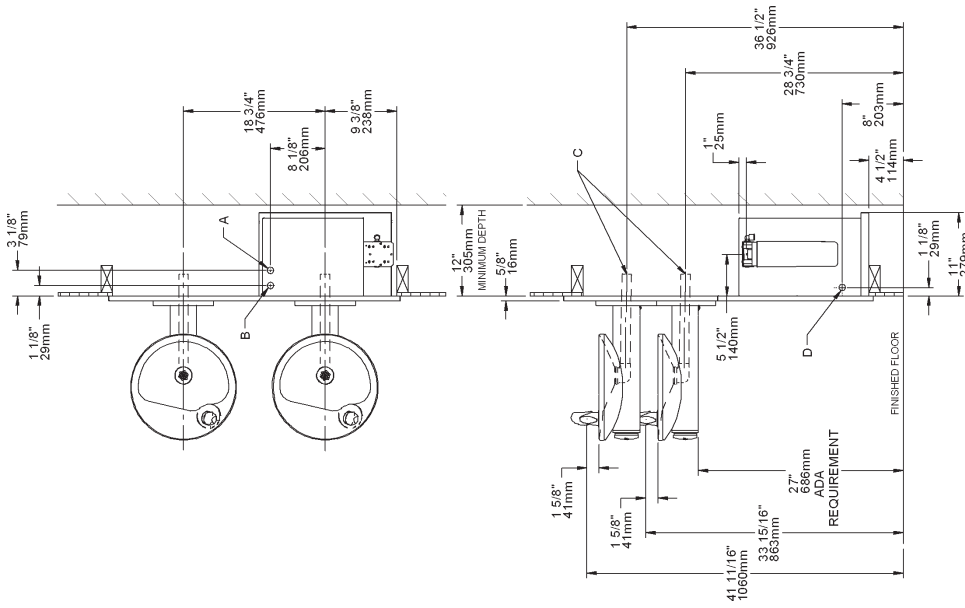 18 3/4"
476mm
9 3/8"
238mm
8 1/8"
206mm
3 1/8"
79mm
A
B
1 1/8"
29mm
12"
305mm
MINIMUM DEPTH
5/8"
16mm
36 1/2"
926mm
28 3/4"
730mm
8"
203mm
1"
25mm
4 1/2"
114mm
C
1 1/8"
29mm
11"
279mm
5 1/2"
140mm
D
FINISHED FLOOR
1 5/8"
41mm
1 5/8"
41mm
27"
686mm
ADA
REQUIREMENT
33 15/16"
863mm
41 11/16"
1060mm